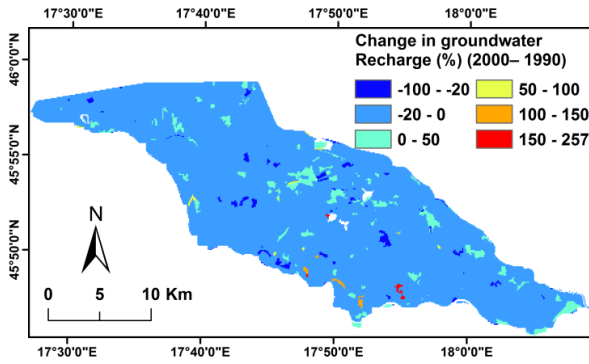 17°30'0"E 17°40'0"E 17°50'0"E 18°0'0"E
46°0'0"N
45°55'0"N
45°50'0"N
Change in groundwater
Recharge (%) (2000– 1990)
-100 - -20 50 - 100
-20 - 0 100 - 150
0 - 50 150 - 257
N
0 5 10 Km
17°30'0"E 17°40'0"E 17°50'0"E 18°0'0"E